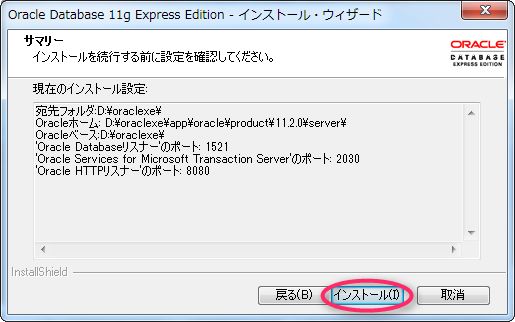 Oracle Database 11g Express Edition - インストール・ウィザード
サマリー
インストールを続行する前に設定を確認してください。
ORACLE
DATABASE
EXPRESS EDITION
現在のインストール設定:
宛先フォルダ:D:¥oraclexe¥
Oracleホーム: D:¥oraclexe¥app¥oracle¥product¥11.2.0¥server¥
Oracleベース:D:¥oraclexe¥
'Oracle Databaseリスナー'のポート: 1521
'Oracle Services for Microsoft Transaction Server'のポート: 2030
'Oracle HTTPリスナー'のポート: 8080
InstallShield
戻る(B)
インストール(I)
取消